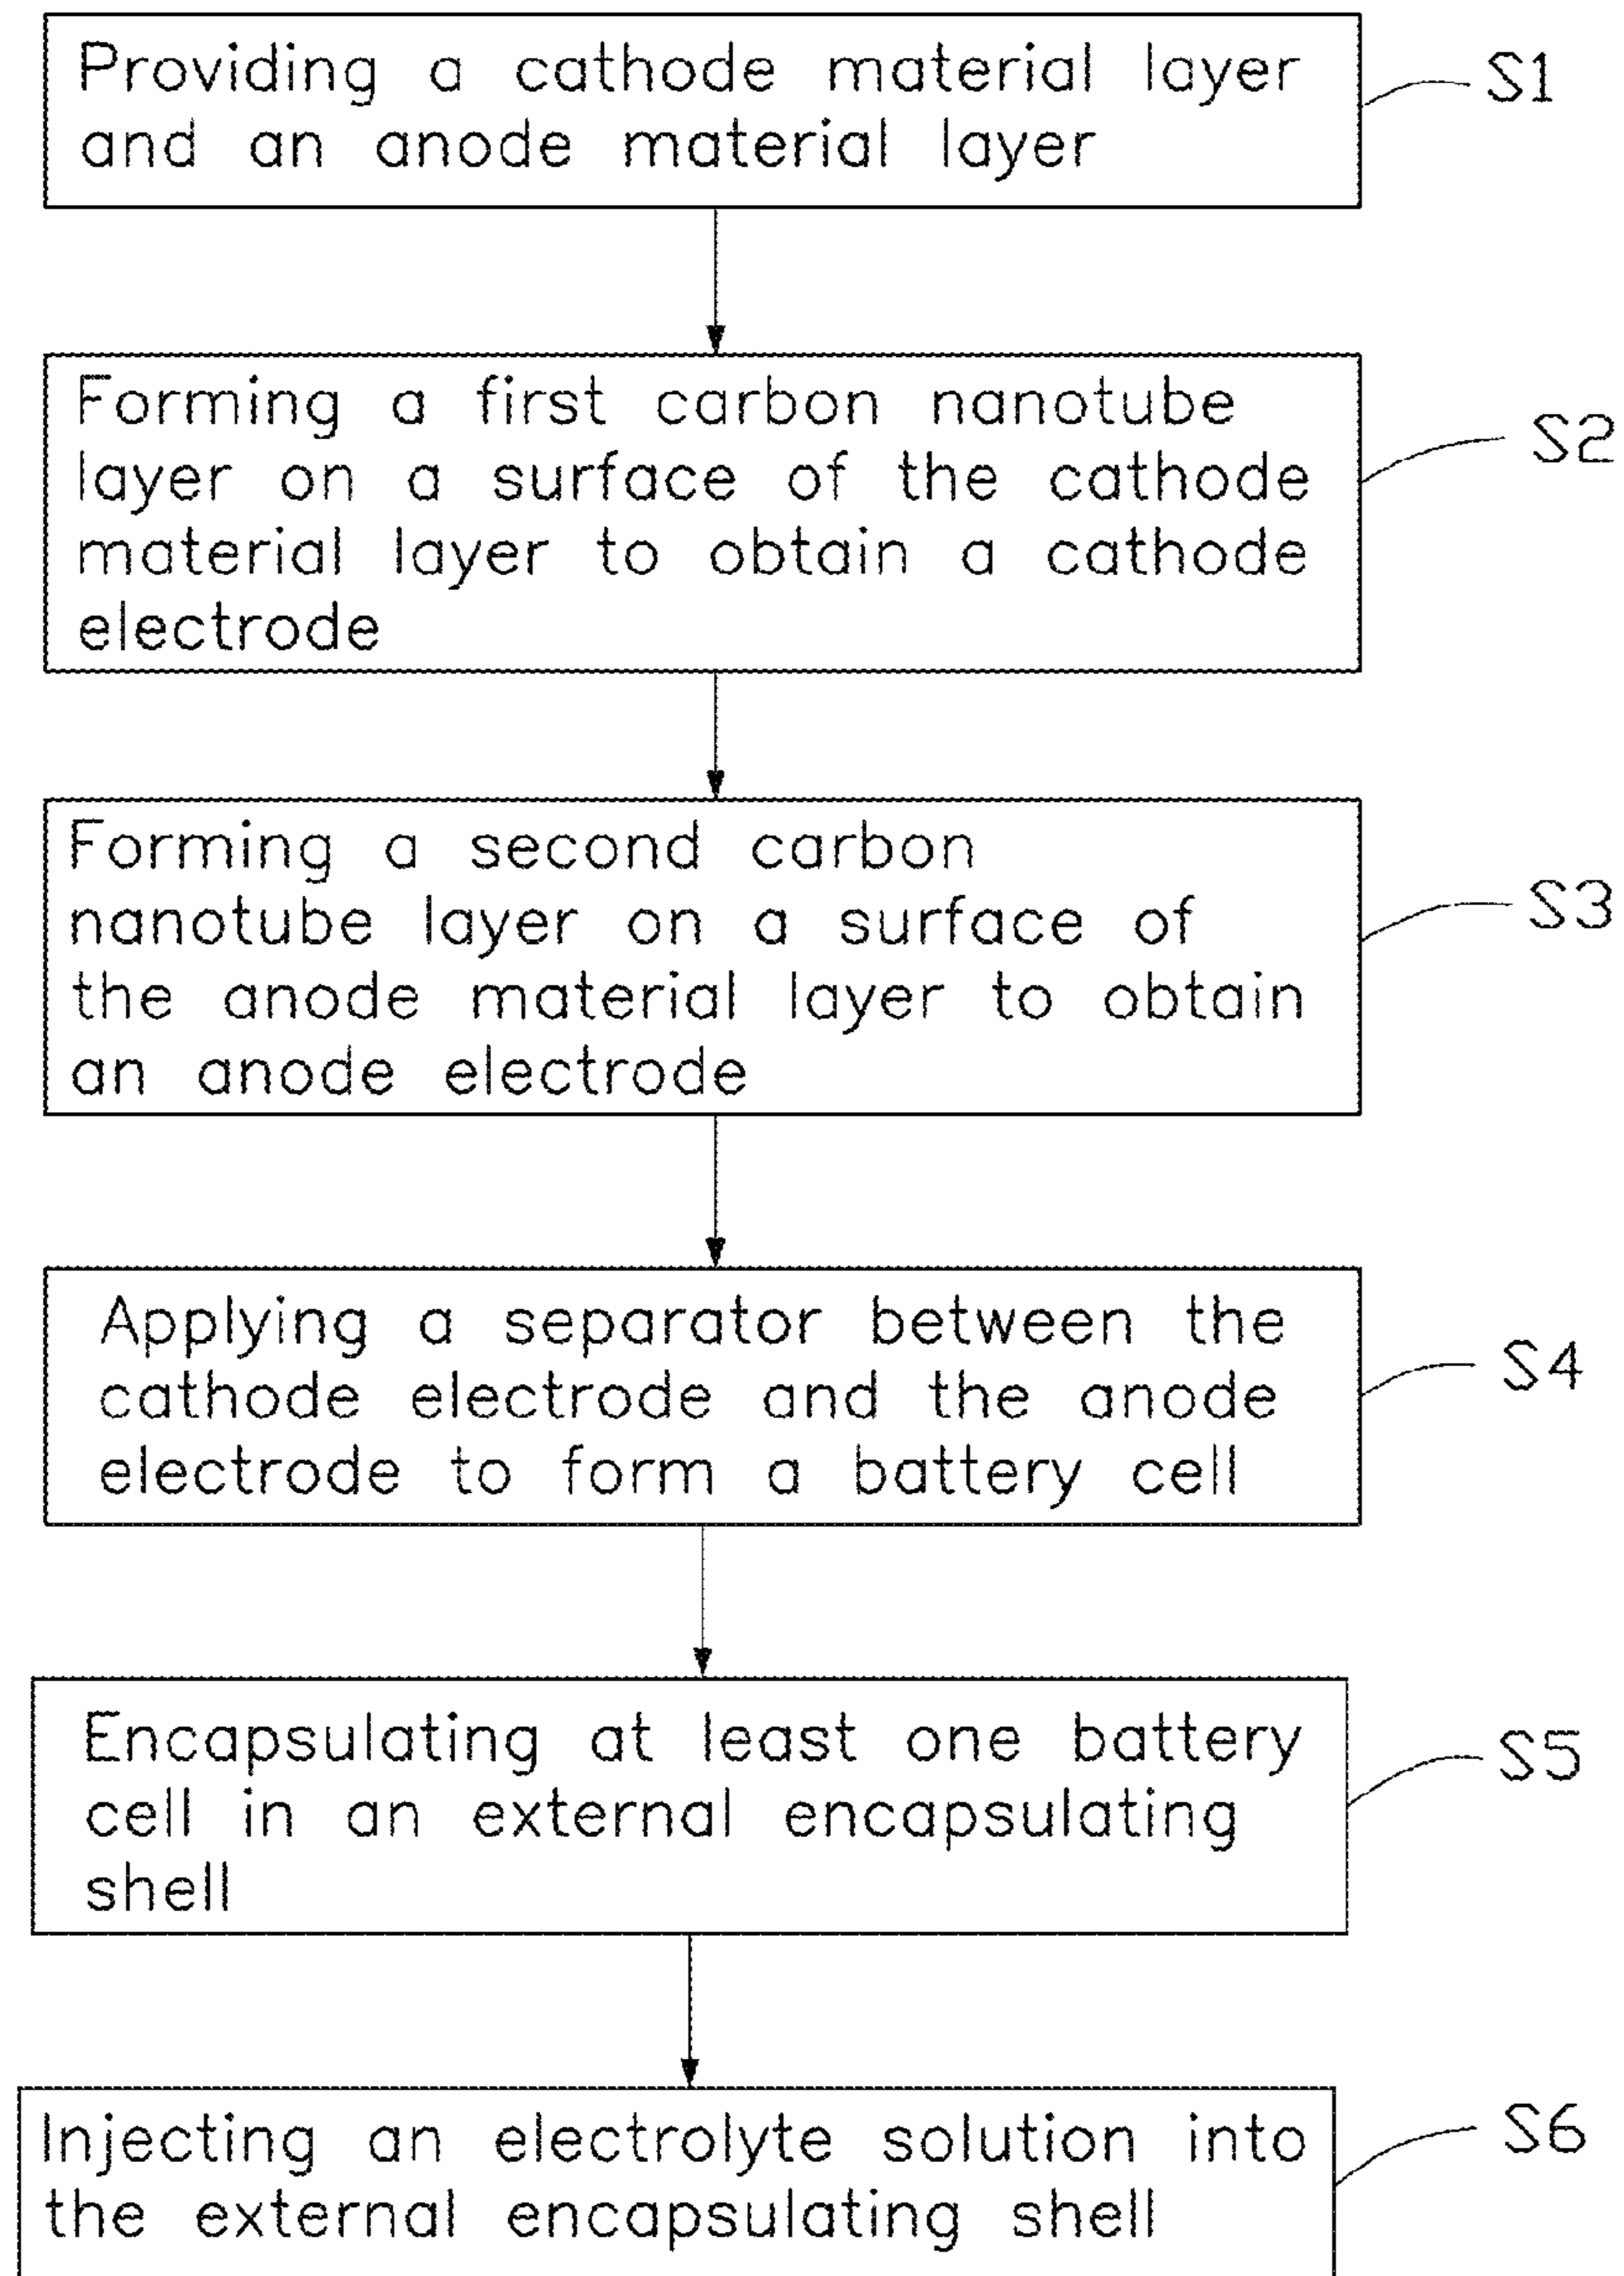 Providing a cathode material layer
and an anode material layer
S1
Forming a first carbon nanotube
layer on a surface of the cathode
material layer to obtain a cathode
electrode
S2
Forming a second carbon
nanotube layer on a surface of
the anode material layer to obtain
an anode electrode
S3
Applying a separator between the
cathode electrode and the anode
electrode to form a battery cell
S4
Encapsulating at least one battery
cell in an external encapsulating
shell
S5
Injecting an electrolyte solution into
the external encapsulating shell
S6